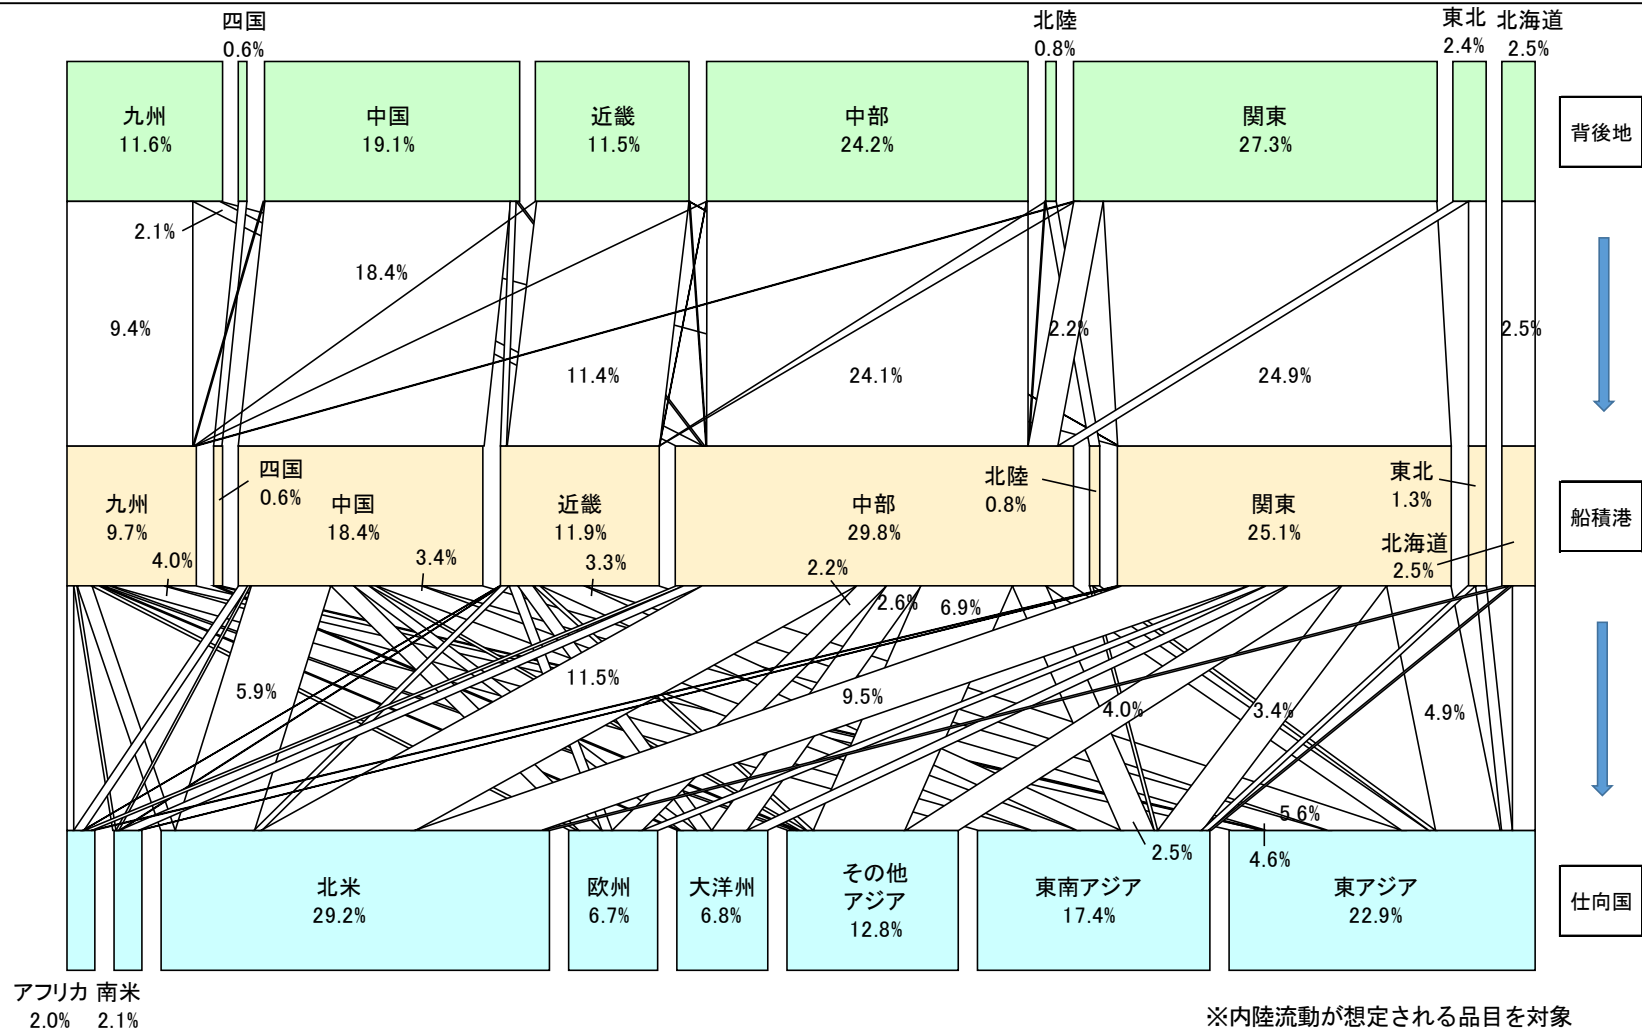 四国
0.6%
北陸
0.8%
東北
2.4%
北海道
2.5%
九州
11.6%
中国
19.1%
近畿
11.5%
中部
24.2%
関東
27.3%
背後地
2.1%
18.4%
9.4%
11.4%
24.1%
2.2%
24.9%
2.5%
九州
9.7%
四国
0.6%
中国
18.4%
近畿
11.9%
中部
29.8%
北陸
0.8%
関東
25.1%
東北
1.3%
北海道
2.5%
船積港
4.0%
3.4%
3.3%
2.2%
2.6%
6.9%
5.9%
11.5%
9.5%
4.0%
3.4%
4.9%
5.6%
2.5%
4.6%
北米
29.2%
欧州
6.7%
大洋州
6.8%
その他
アジア
12.8%
東南アジア
17.4%
東アジア
22.9%
仕向国
アフリカ
2.0%
南米
2.1%
※内陸流動が想定される品目を対象